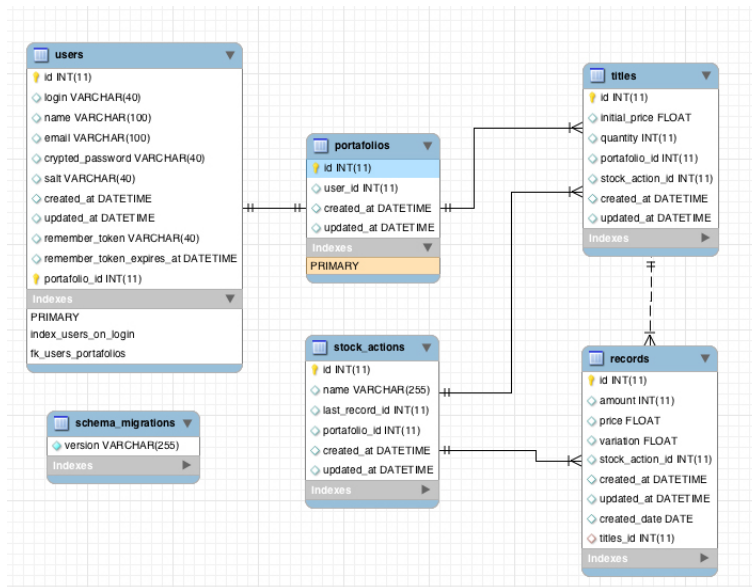 users
id INT(11)
login VARCHAR(40)
name VARCHAR(100)
email VARCHAR(100)
crypted_password VARCHAR(40)
salt VARCHAR(40)
created_at DATETIME
updated_at DATETIME
remember_token VARCHAR(40)
remember_token_expires_at DATETIME
portafolio_id INT(11)
Indexes
PRIMARY
index_users_on_login
fk_users_portafolios
schema_migrations
version VARCHAR(255)
Indexes
portafolios
id INT(11)
user_id INT(11)
created_at DATETIME
updated_at DATETIME
Indexes
PRIMARY
stock_actions
id INT(11)
name VARCHAR(255)
last_record_id INT(11)
portafolio_id INT(11)
created_at DATETIME
updated_at DATETIME
Indexes
titles
id INT(11)
initial_price FLOAT
quantity INT(11)
portafolio_id INT(11)
stock_action_id INT(11)
created_at DATETIME
updated_at DATETIME
Indexes
records
id INT(11)
amount INT(11)
price FLOAT
variation FLOAT
stock_action_id INT(11)
created_at DATETIME
updated_at DATETIME
created_date DATE
titles_id INT(11)
Indexes